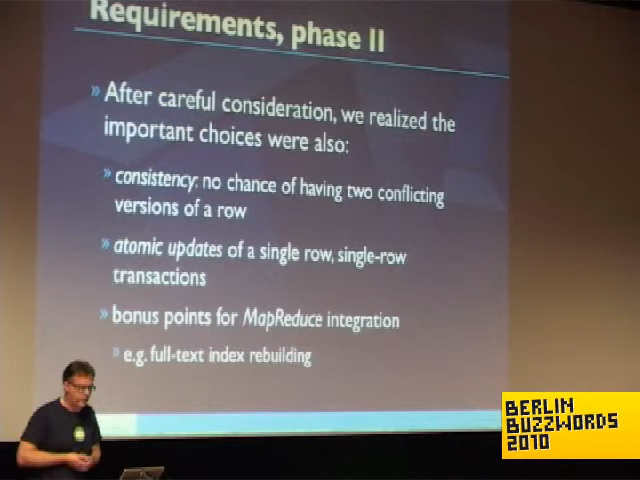 Requirements, phase II
» After careful consideration, we realized the
important choices were also:
» consistency: no chance of having two conflicting
versions of a row
» atomic updates of a single row, single-row
transactions
» bonus points for MapReduce integration
» e.g. full-text index rebuilding
BERLIN
BUZZWORDS
2010